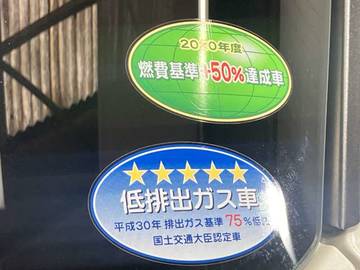 2020年度
燃費基準+50%達成車
★★★★★
低排出ガス車
平成30年 排出ガス基準 75%低
国土交通大臣認定車